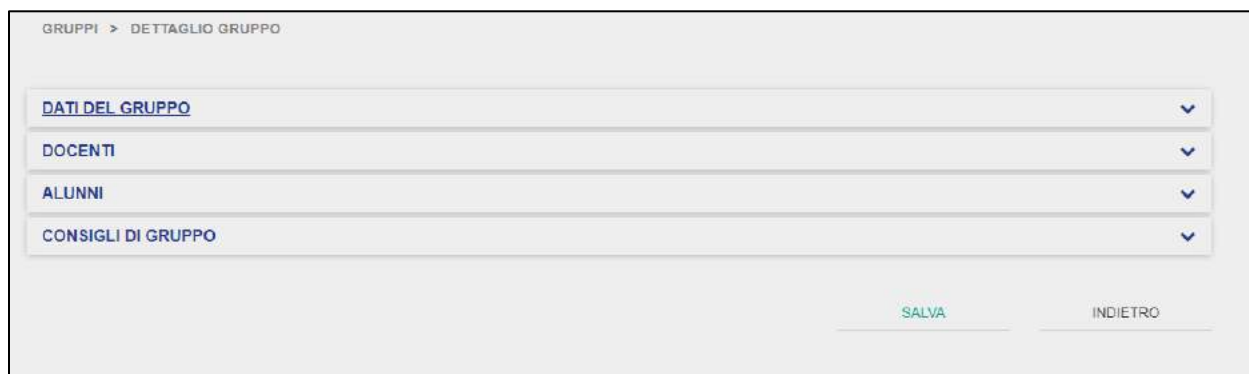 GRUPPI > DETTAGLIO GRUPPO
DATI DEL GRUPPO
DOCENTI
ALUNNI
CONSIGLI DI GRUPPO
SALVA INDIETRO